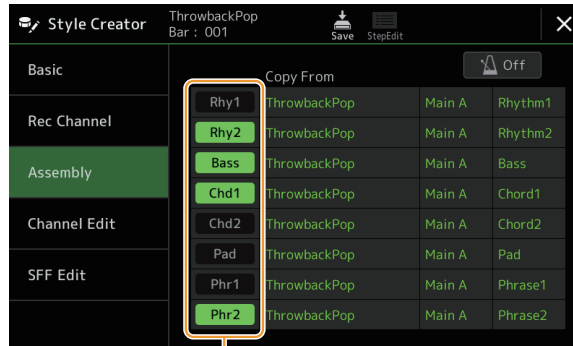 Style Creator
ThrowbackPop
Bar : 001
Save StepEdit
Basic
Rec Channel
Assembly
Channel Edit
SFF Edit
Copy From
Off
Rhy1 ThrowbackPop Main A Rhythm1
Rhy2 ThrowbackPop Main A Rhythm2
Bass ThrowbackPop Main A Bass
Chd1 ThrowbackPop Main A Chord1
Chd2 ThrowbackPop Main A Chord2
Pad ThrowbackPop Main A Pad
Phr1 ThrowbackPop Main A Phrase1
Phr2 ThrowbackPop Main A Phrase2